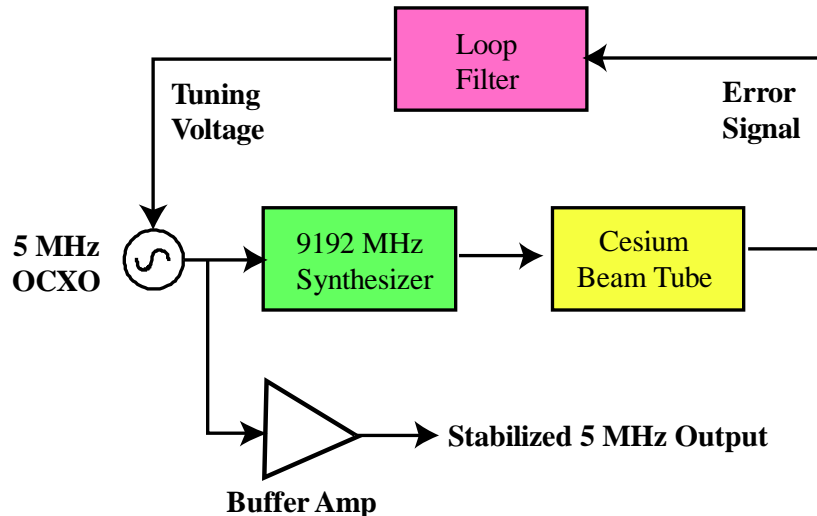 Loop
Filter
Tuning
Voltage
Error
Signal
5 MHz
OCXO
9192 MHz
Synthesizer
Cesium
Beam Tube
Stabilized 5 MHz Output
Buffer Amp